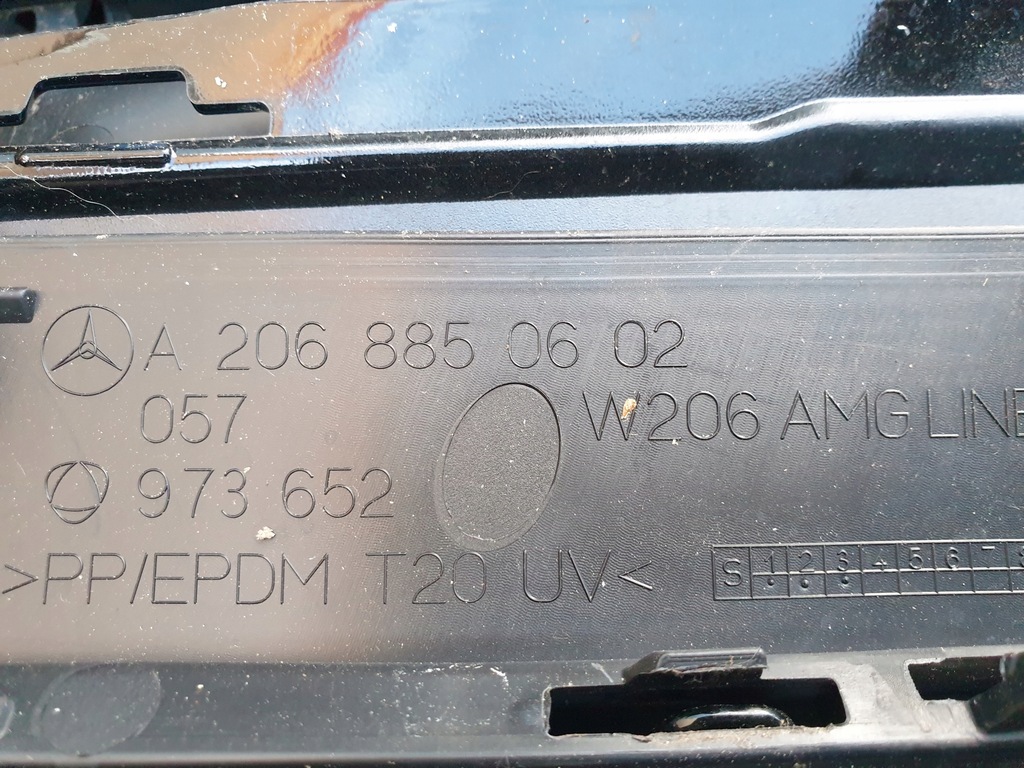 A 206 885 06 02
057
W206 AMG LINE
973 652
>PP/EPDM T20 UV<
S 1 2 3 4 5 6 7 8